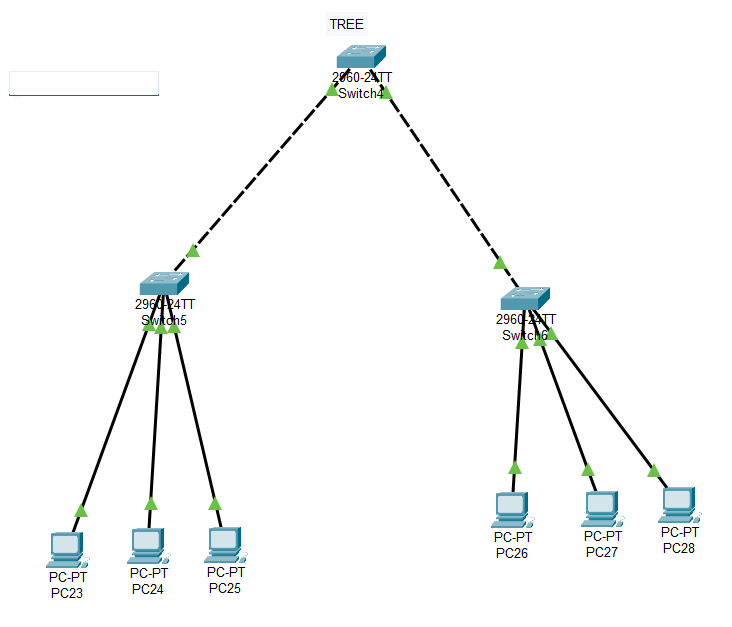 TREE
2960-24TT
Switch4
2960-24TT
Switch5
2960-24TT
Switch6
PC-PT
PC23
PC-PT
PC24
PC-PT
PC25
PC-PT
PC26
PC-PT
PC27
PC-PT
PC28